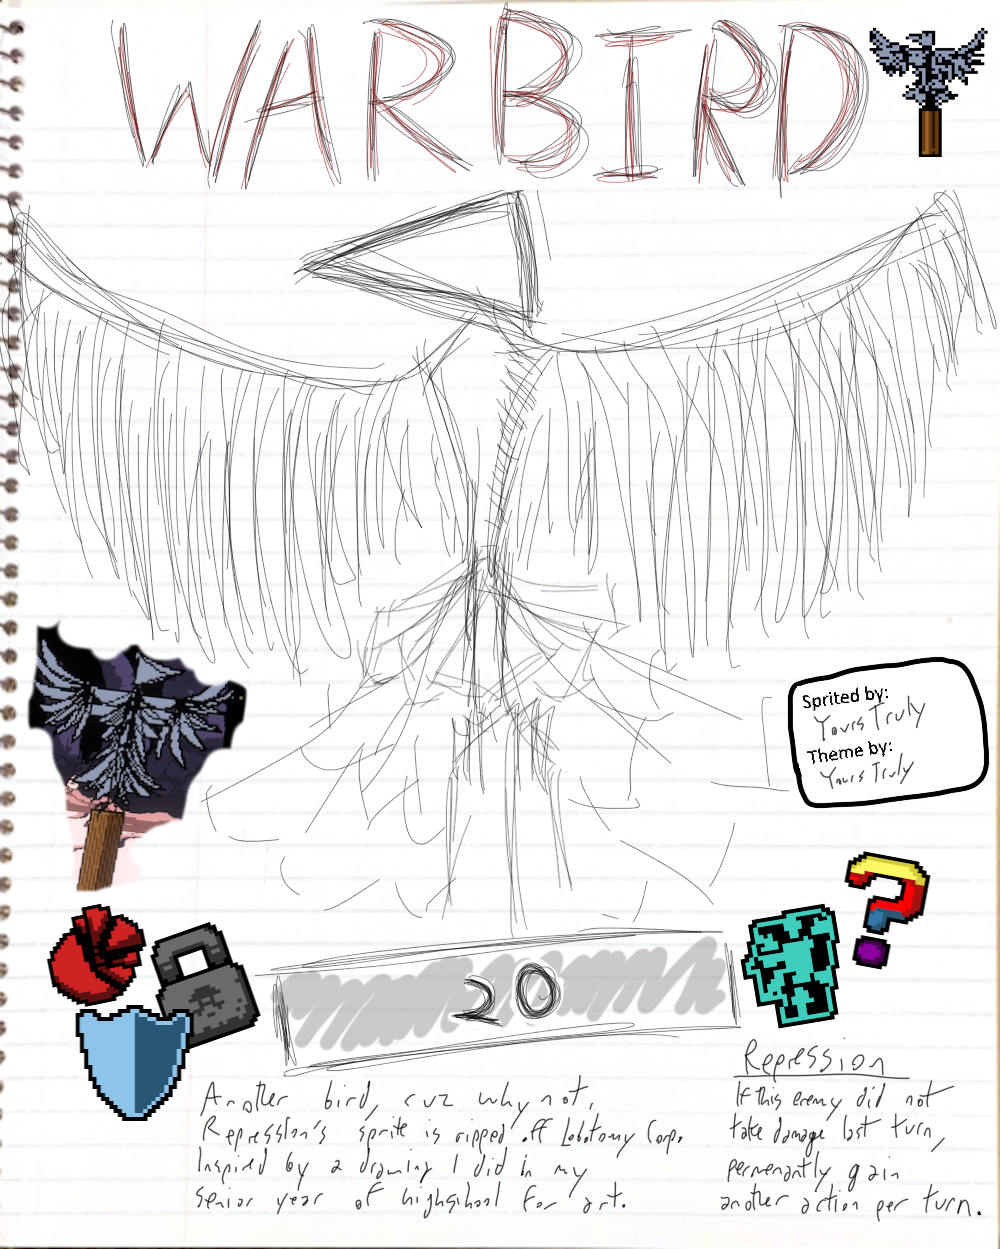 WARBIRD
Sprited by:
Yours Truly
Theme by:
Yours Truly
?
20
Another bird, cuz why not.
Repression's sprite is ripped off Lobotomy Corp.
Inspired by a drawing I did in my
senior year of highschool for art.
Repression
If this enemy did not
take damage last turn,
permenantly gain
another action per turn.